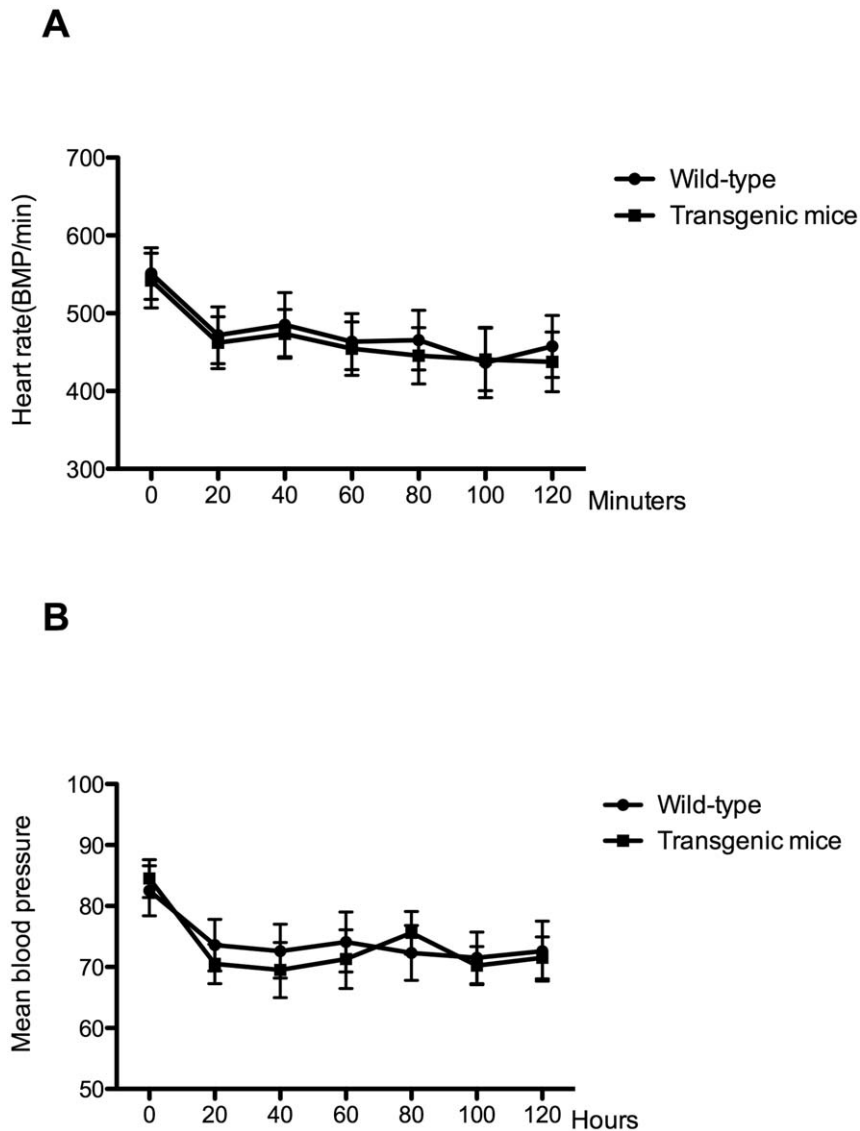 A
Heart rate(BMP/min)
700
600
500
400
300
0 20 40 60 80 100 120 Minuters
Wild-type
Transgenic mice
B
Mean blood pressure
100
90
80
70
60
50
0 20 40 60 80 100 120 Hours
Wild-type
Transgenic mice